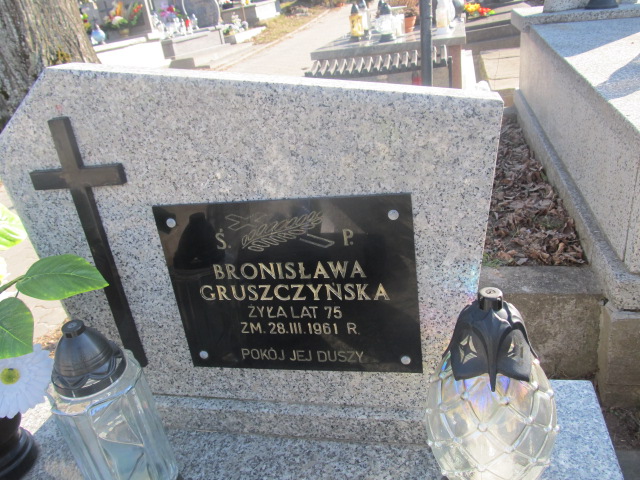 Ś. P.
BRONISŁAWA
GRUSZCZYŃSKA
ŻYŁA LAT 75
ZM. 28.III.1961 R.
POKÓJ JEJ DUSZY